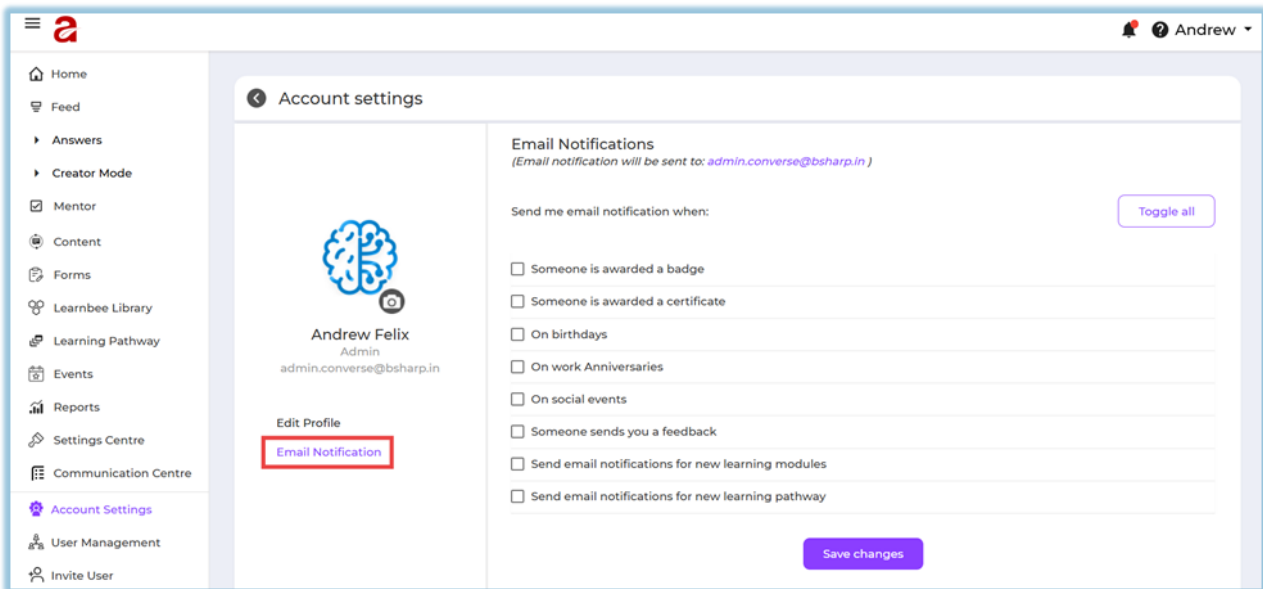 a
Andrew
Home
Feed
Answers
Creator Mode
Mentor
Content
Forms
Learnbee Library
Learning Pathway
Events
Reports
Settings Centre
Communication Centre
Account Settings
User Management
Invite User
Account settings
Andrew Felix
Admin
admin.converse@bsharp.in
Edit Profile
Email Notification
Email Notifications
(Email notification will be sent to: admin.converse@bsharp.in )
Send me email notification when:
Toggle all
Someone is awarded a badge
Someone is awarded a certificate
On birthdays
On work Anniversaries
On social events
Someone sends you a feedback
Send email notifications for new learning modules
Send email notifications for new learning pathway
Save changes